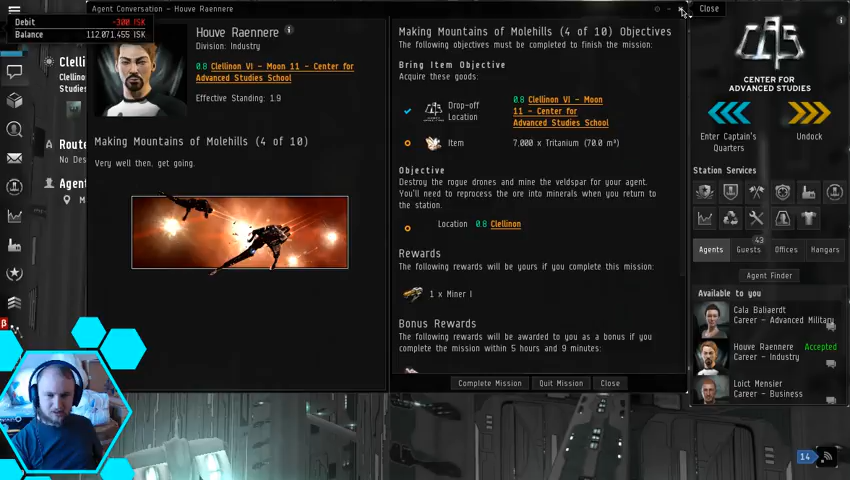 Agent Conversation - Houve Raennere
Debit -300 ISK
Balance 112,071,455 ISK
Clellin
Clellin
Route
No Des
Agent
M
Houve Raennere
Division: Industry
0.8 Clellinon VI - Moon 11 - Center for
Advanced Studies School
Effective Standing: 1.9
Making Mountains of Molehills (4 of 10)
Very well then, get going.
Making Mountains of Molehills (4 of 10) Objectives
The following objectives must be completed to finish the mission:
Bring Item Objective
Acquire these goods:
Drop-off
Location
0.8 Clellinon VI - Moon
11 - Center for
Advanced Studies School
Item
7,000 x Tritanium (70.0 m³)
Objective
Destroy the rogue drones and mine the veldspar for your agent.
You'll need to reprocess the ore into minerals when you return to
the station.
Location 0.8 Clellinon
Rewards
The following rewards will be yours if you complete this mission:
1 x Miner I
Bonus Rewards
The following rewards will be awarded to you as a bonus if you
complete the mission within 5 hours and 9 minutes:
Complete Mission
Quit Mission
Close
Close
CAS
CENTER FOR
ADVANCED STUDIES
Enter Captain's
Quarters
Undock
Station Services
43
Agents
Guests
Offices
Hangars
Agent Finder
Available to you
Cala Baliaerdt
Career - Advanced Military
Houve Raennere Accepted
Career - Industry
Loict Mensier
Career - Business
β
14